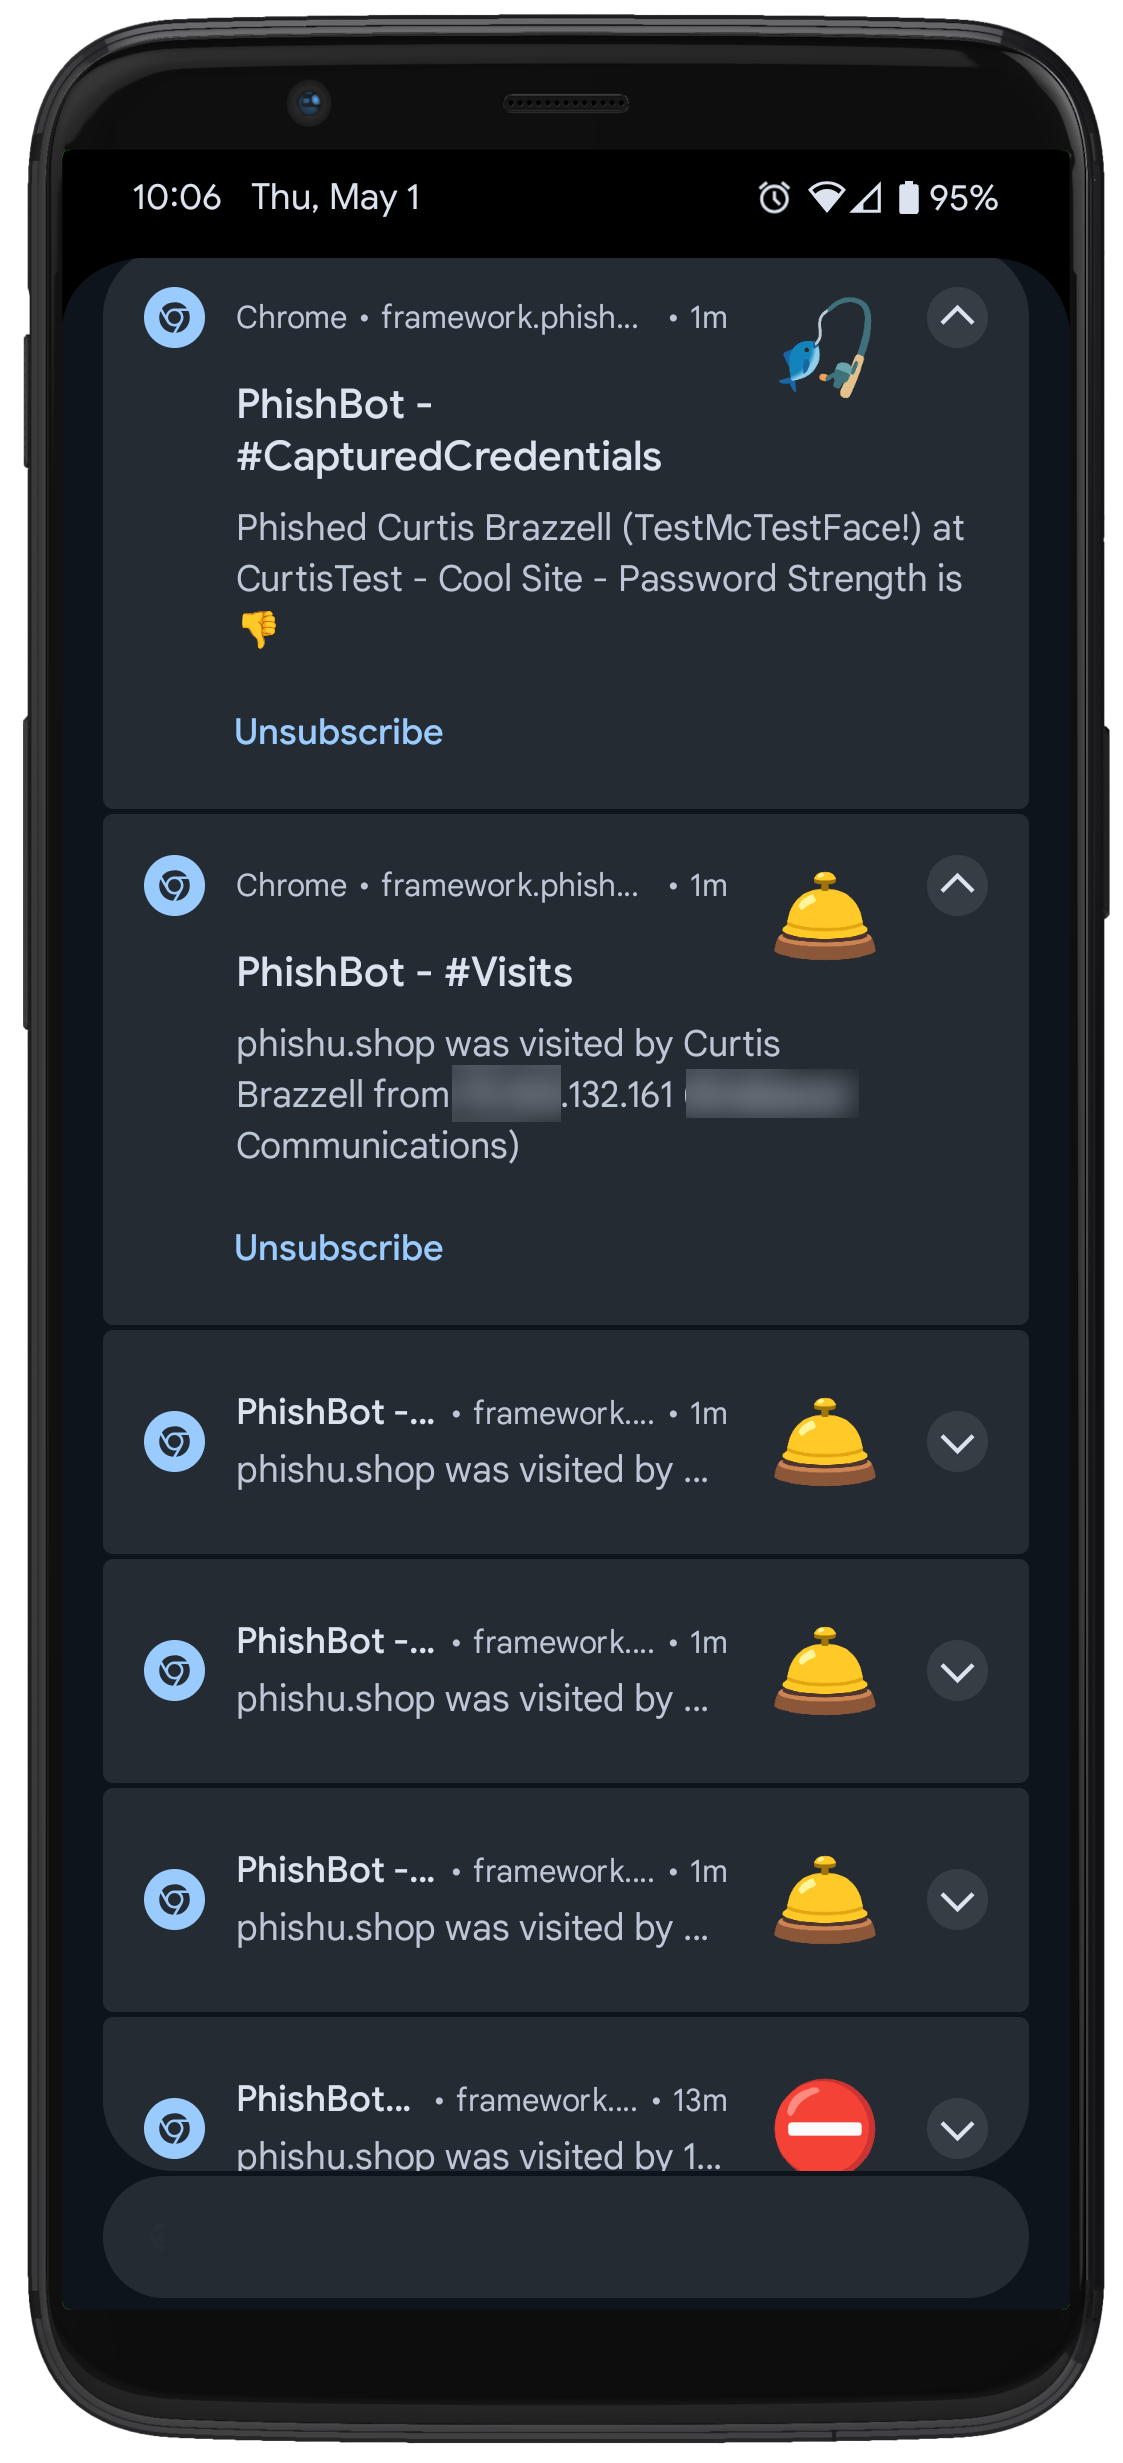 10:06 Thu, May 1 95%
Chrome • framework.phish... • 1m
PhishBot -
#CapturedCredentials
Phished Curtis Brazzell (TestMcTestFace!) at
CurtisTest - Cool Site - Password Strength is
👎
Unsubscribe
Chrome • framework.phish... • 1m
PhishBot - #Visits
phishu.shop was visited by Curtis
Brazzell from .132.161
Communications)
Unsubscribe
PhishBot -... • framework.... • 1m
phishu.shop was visited by ...
PhishBot -... • framework.... • 1m
phishu.shop was visited by ...
PhishBot -... • framework.... • 1m
phishu.shop was visited by ...
PhishBot... • framework.... • 13m
phishu.shop was visited by 1...